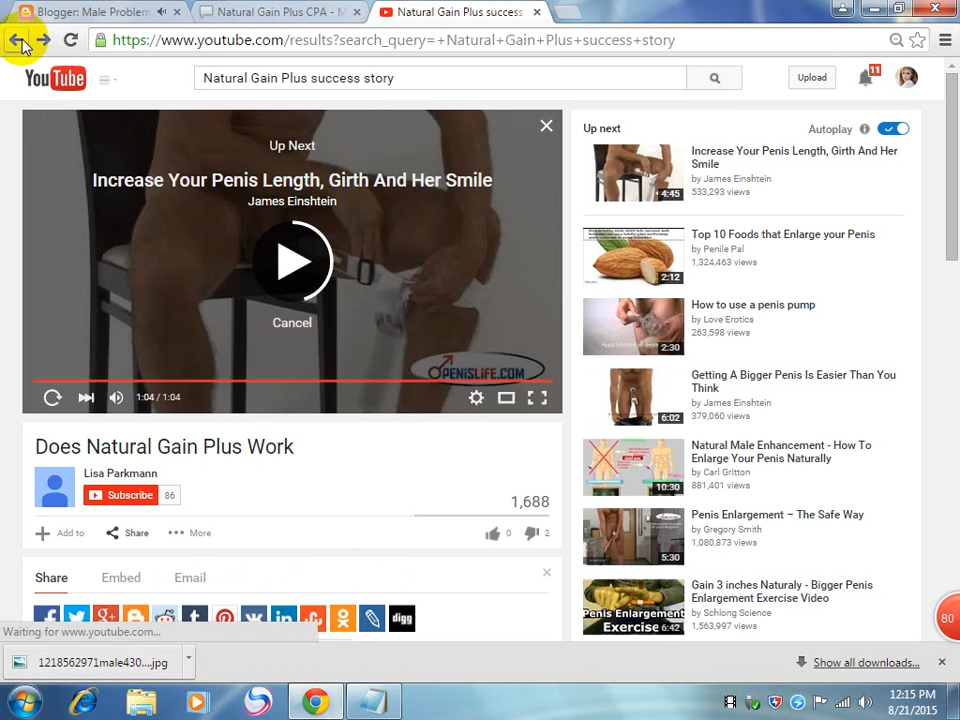 Blogger: Male Problem
Natural Gain Plus CPA - M
Natural Gain Plus success
https://www.youtube.com/results?search_query=+Natural+Gain+Plus+success+story
YouTube
Natural Gain Plus success story
Upload
11
Up Next
Increase Your Penis Length, Girth And Her Smile
James Einshtein
Cancel
PENISLIFE.COM
1:04 / 1:04
Does Natural Gain Plus Work
Lisa Parkmann
Subscribe
86
1,688
Add to
Share
More
0
2
Share
Embed
Email
digg
Up next
Autoplay
Increase Your Penis Length, Girth And Her
Smile
by James Einshtein
533,293 views
4:45
Top 10 Foods that Enlarge your Penis
by Penile Pal
1,324,463 views
2:12
How to use a penis pump
by Love Erotics
263,598 views
2:30
Getting A Bigger Penis Is Easier Than You
Think
by James Einshtein
379,060 views
6:02
Natural Male Enhancement - How To
Enlarge Your Penis Naturally
by Carl Gritton
881,401 views
10:30
Penis Enlargement – The Safe Way
by Gregory Smith
1,080,873 views
5:30
Gain 3 inches Naturaly - Bigger Penis
Enlargement Exercise Video
by Schlong Science
1,563,997 views
Penis Enlargement
Exercise
6:42
80
Waiting for www.youtube.com...
1218562971male430....jpg
Show all downloads...
12:15 PM
8/21/2015